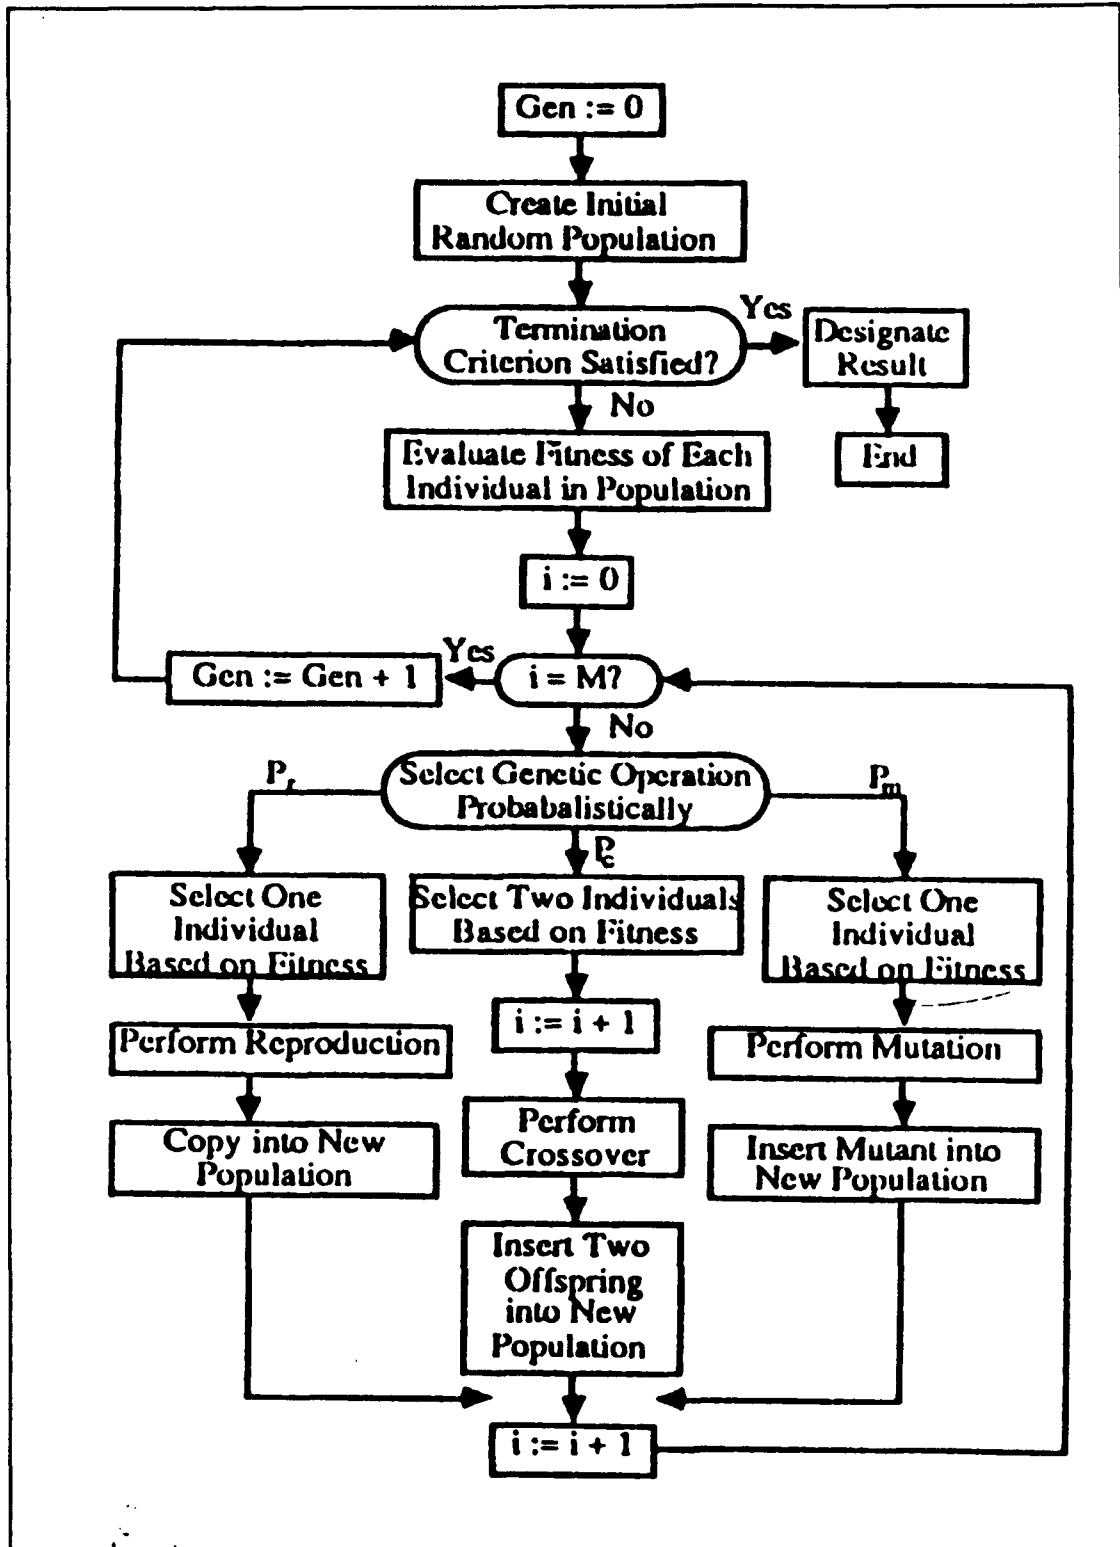 Gen := 0
Create Initial
Random Population
Termination
Criterion Satisfied?
Yes
Designate
Result
End
No
Evaluate Fitness of Each
Individual in Population
i := 0
i = M?
Yes
Gen := Gen + 1
No
Select Genetic Operation
Probabalistically
Pr
Select One
Individual
Based on Fitness
Perform Reproduction
Copy into New
Population
Pc
Select Two Individuals
Based on Fitness
i := i + 1
Perform
Crossover
Insert Two
Offspring
into New
Population
Pm
Select One
Individual
Based on Fitness
Perform Mutation
Insert Mutant into
New Population
i := i + 1